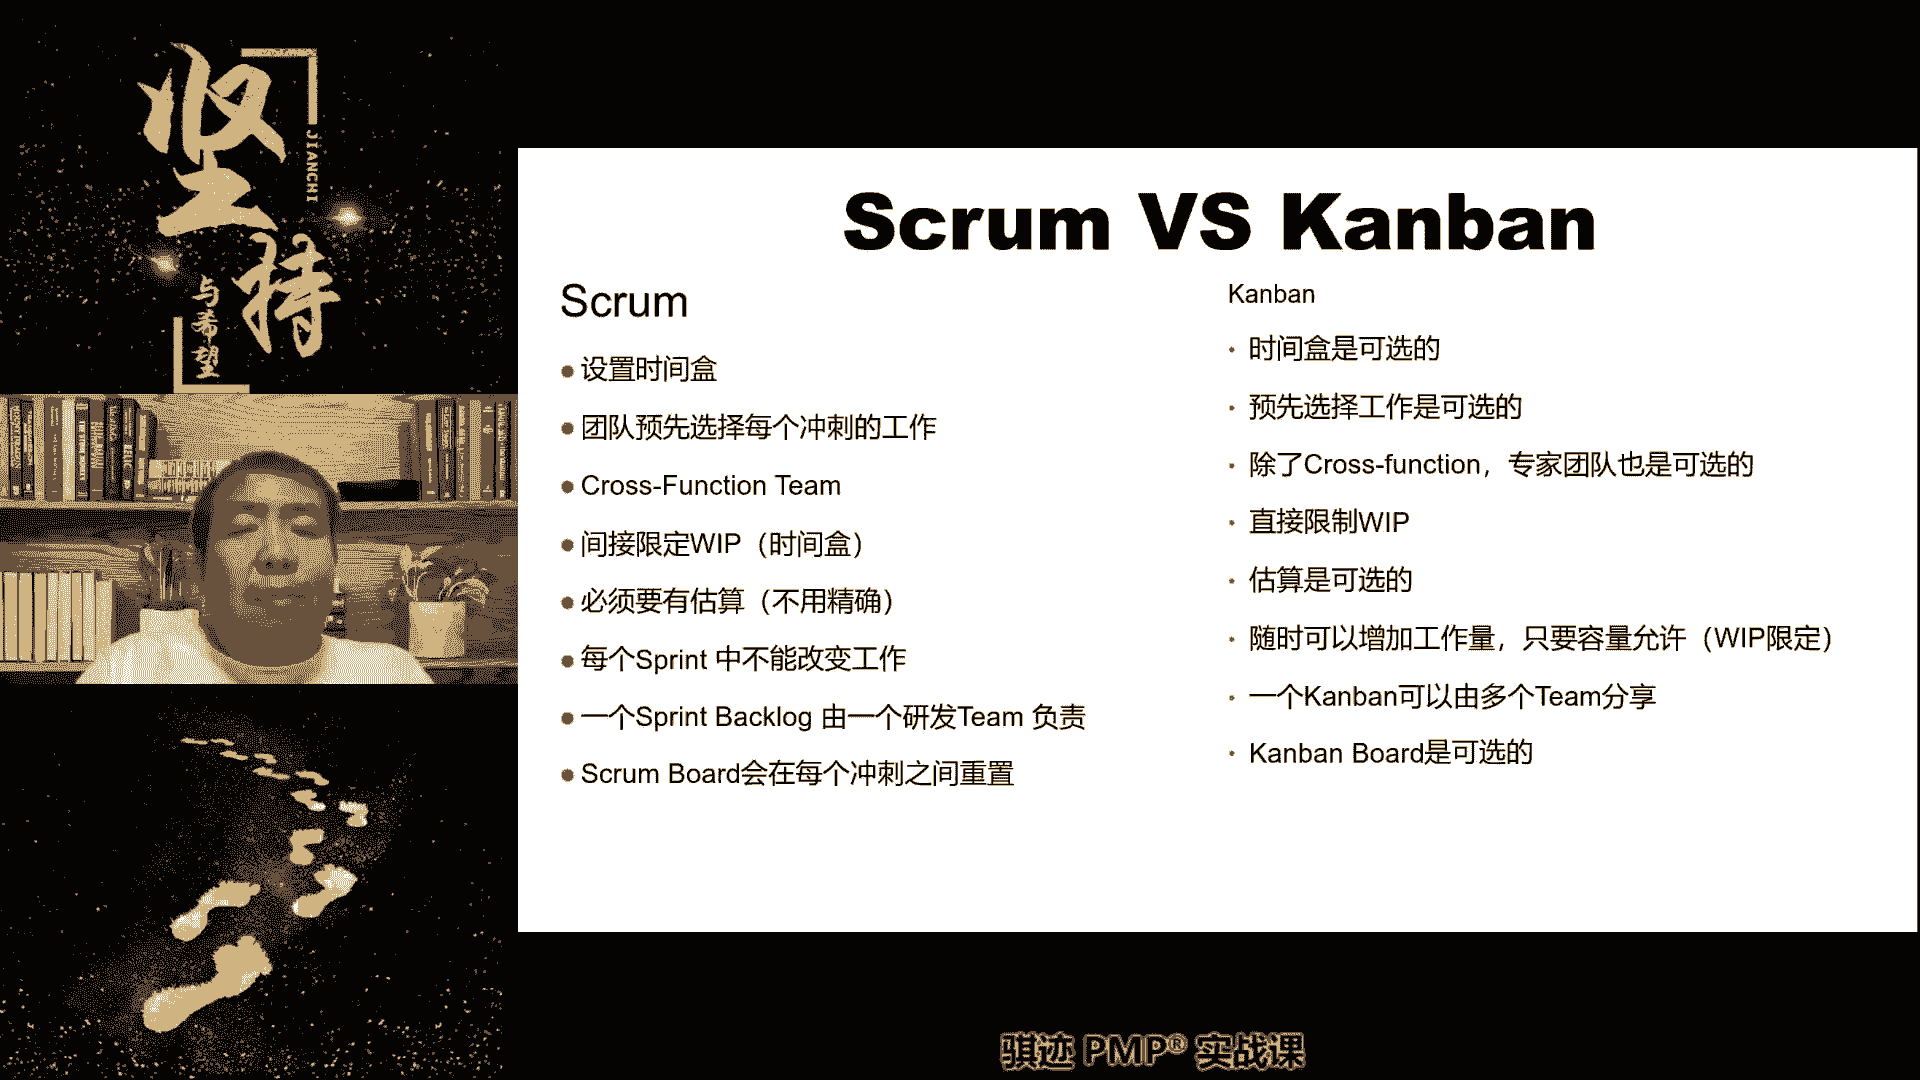 坚持
JIANCHI
与希望
Scrum VS Kanban
Scrum
设置时间盒
团队预先选择每个冲刺的工作
Cross-Function Team
间接限定WIP（时间盒）
必须要有估算（不用精确）
每个Sprint 中不能改变工作
一个Sprint Backlog 由一个研发Team 负责
Scrum Board会在每个冲刺之间重置
Kanban
时间盒是可选的
预先选择工作是可选的
除了Cross-function，专家团队也是可选的
直接限制WIP
估算是可选的
随时可以增加工作量，只要容量允许（WIP限定）
一个Kanban可以由多个Team分享
Kanban Board是可选的
骐迹 PMP® 实战课